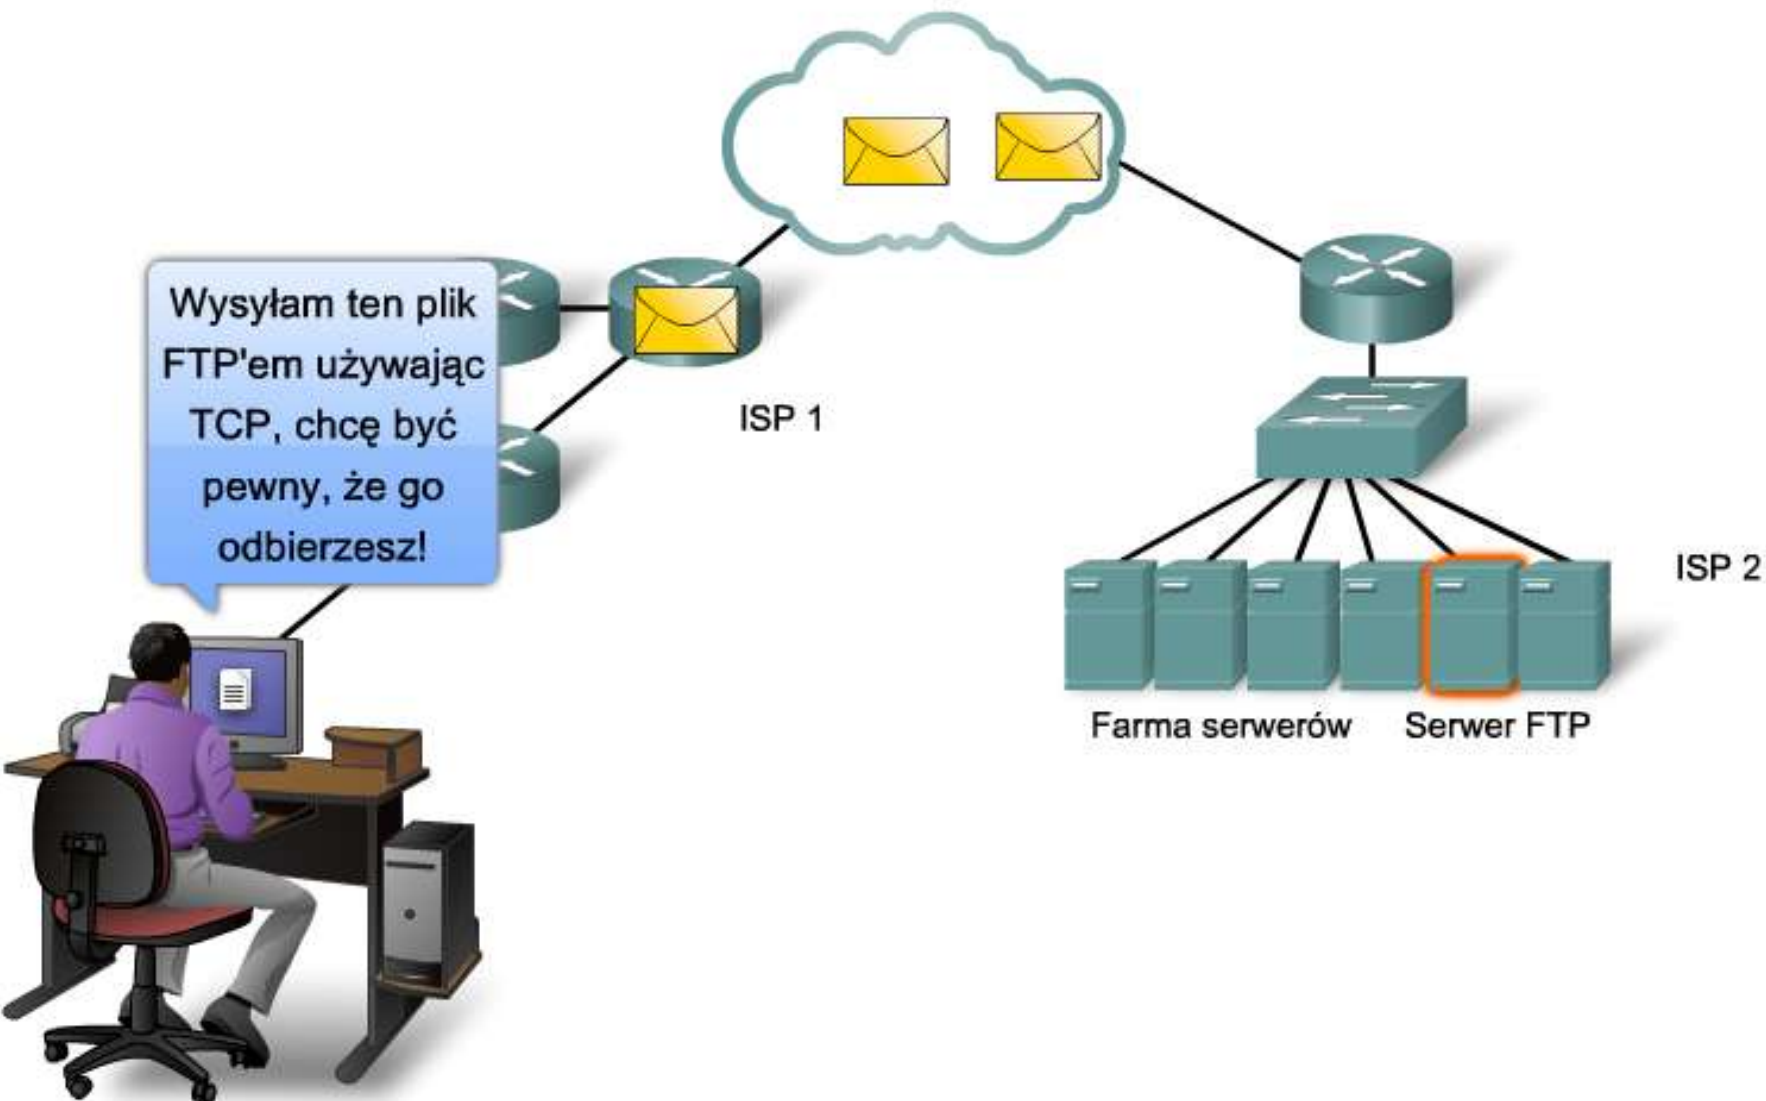 Wysyłam ten plik
FTP'em używając
TCP, chcę być
pewny, że go
odbierzesz!
ISP 1
ISP 2
Farma serwerów
Serwer FTP